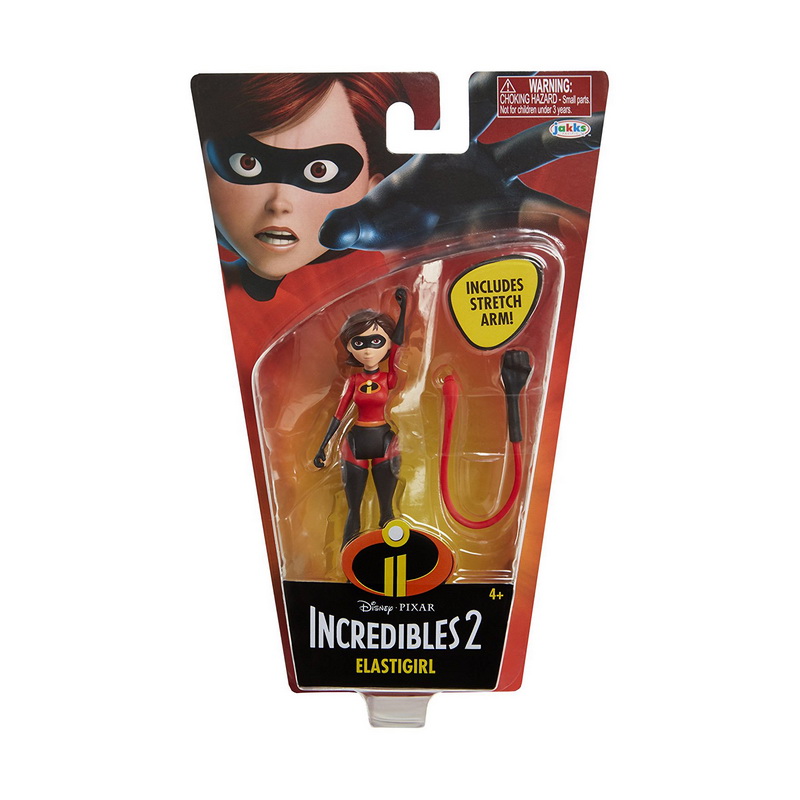 WARNING:
CHOKING HAZARD - Small parts.
Not for children under 3 years.
jakks
INCLUDES
STRETCH
ARM!
4+
Disney · PIXAR
INCREDIBLES 2
ELASTIGIRL